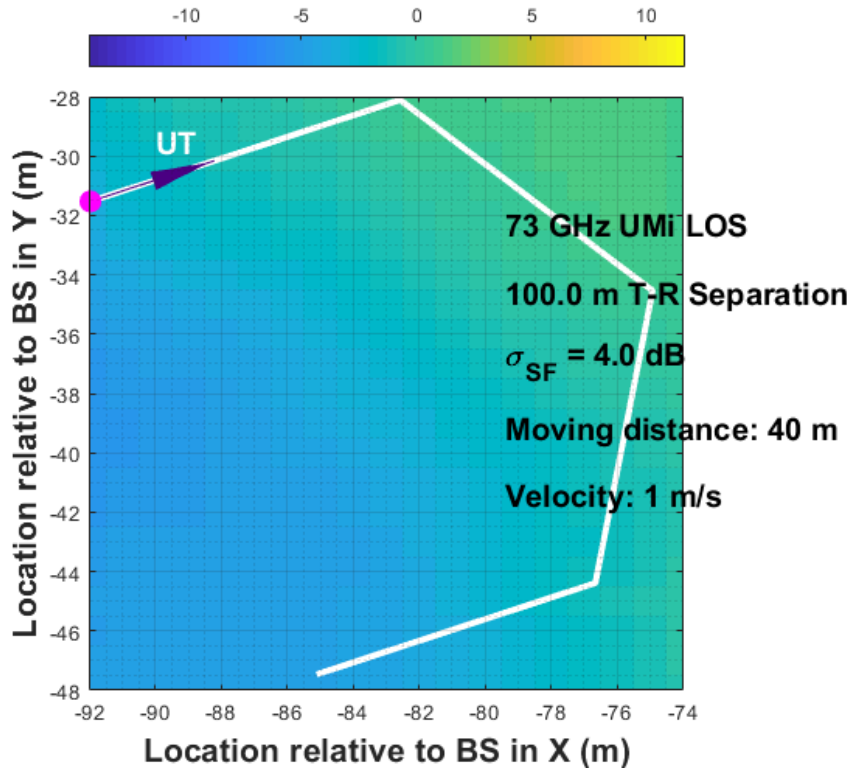 -10 -5 0 5 10
Location relative to BS in Y (m)
-28
-30
-32
-34
-36
-38
-40
-42
-44
-46
-48
UT
73 GHz UMi LOS
100.0 m T-R Separation
σSF = 4.0 dB
Moving distance: 40 m
Velocity: 1 m/s
-92 -90 -88 -86 -84 -82 -80 -78 -76 -74
Location relative to BS in X (m)